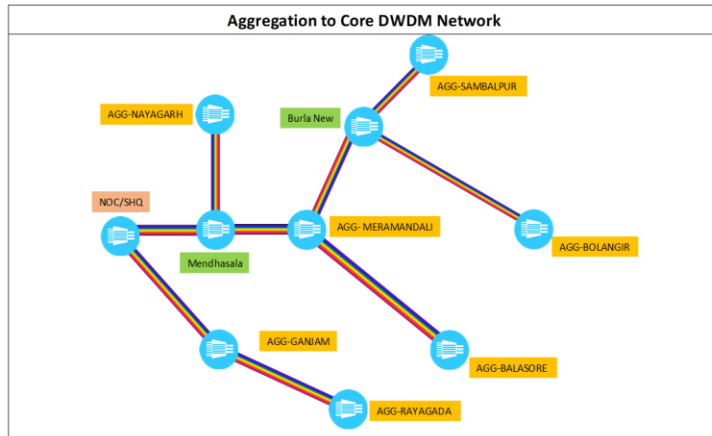 Aggregation to Core DWDM Network
AGG-SAMBALPUR
AGG-NAYAGARH
Burla New
NOC/SHQ
AGG- MERAMANDALI
AGG-BOLANGIR
Mendhasala
AGG-GANJAM
AGG-BALASORE
AGG-RAYAGADA